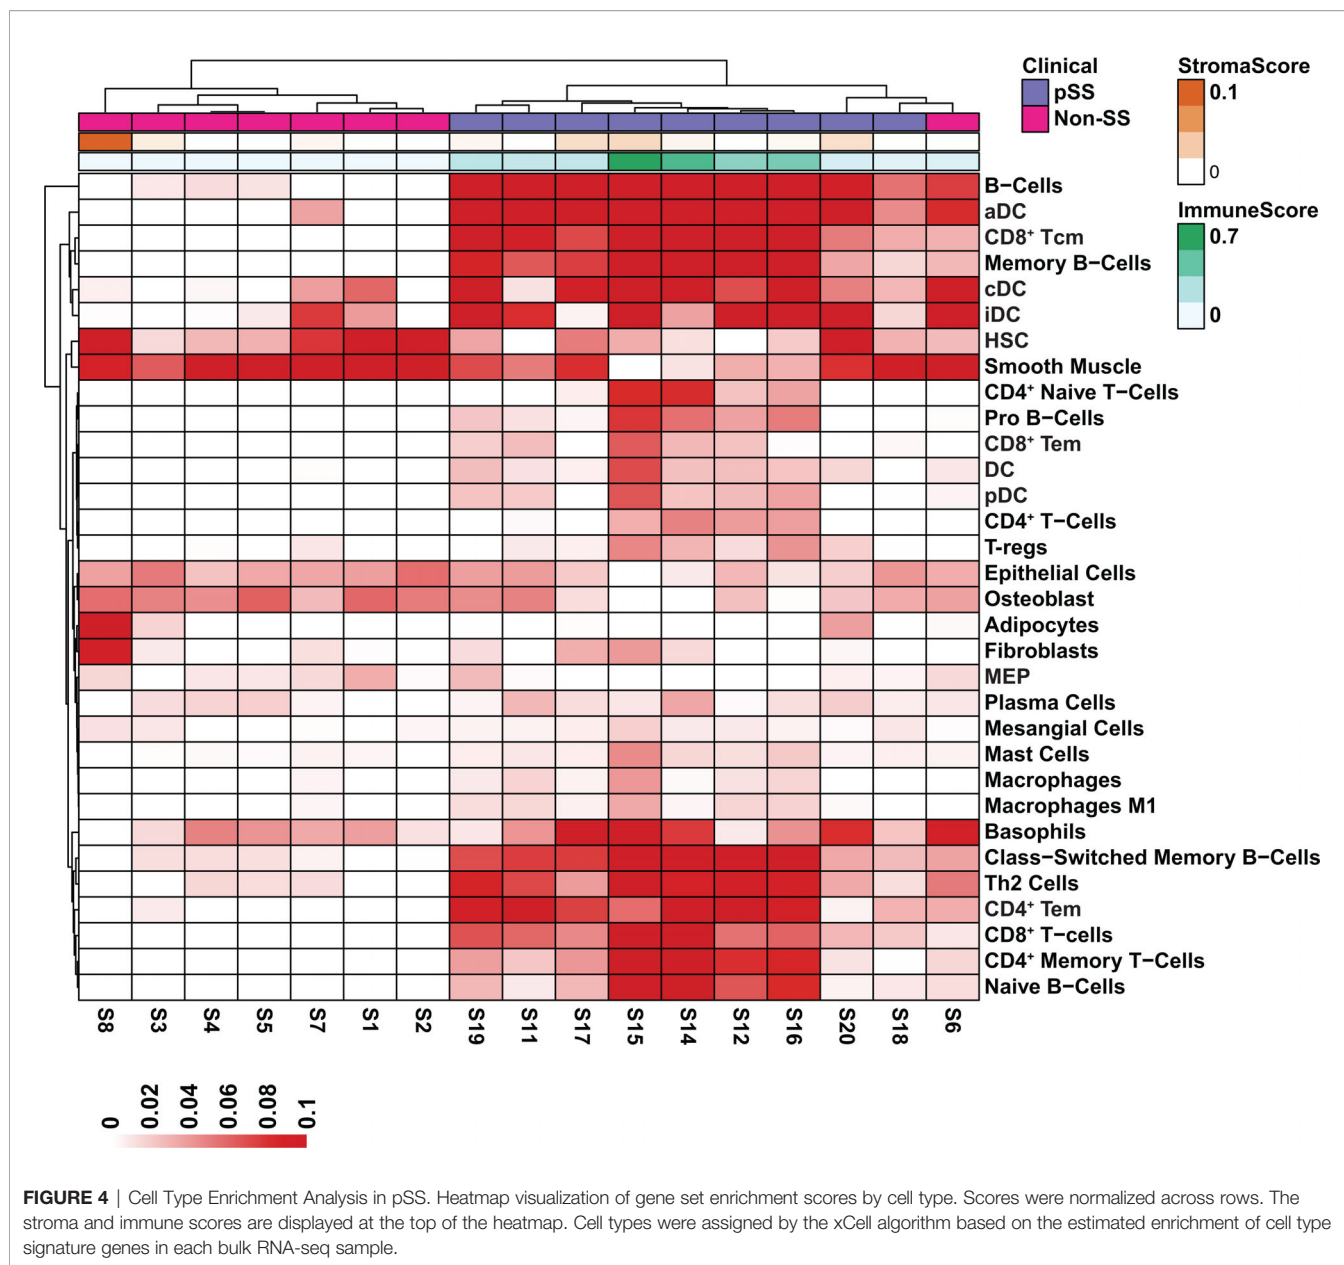 Clinical
pSS
Non-SS
StromaScore
0.1
0
ImmuneScore
0.7
0
B−Cells
aDC
CD8+ Tcm
Memory B−Cells
cDC
iDC
HSC
Smooth Muscle
CD4+ Naive T−Cells
Pro B−Cells
CD8+ Tem
DC
pDC
CD4+ T−Cells
T-regs
Epithelial Cells
Osteoblast
Adipocytes
Fibroblasts
MEP
Plasma Cells
Mesangial Cells
Mast Cells
Macrophages
Macrophages M1
Basophils
Class−Switched Memory B−Cells
Th2 Cells
CD4+ Tem
CD8+ T−cells
CD4+ Memory T−Cells
Naive B−Cells
S8 S3 S4 S5 S7 S1 S2 S19 S11 S17 S15 S14 S12 S16 S20 S18 S6
0 0.02 0.04 0.06 0.08 0.1
FIGURE 4 | Cell Type Enrichment Analysis in pSS. Heatmap visualization of gene set enrichment scores by cell type. Scores were normalized across rows. The
stroma and immune scores are displayed at the top of the heatmap. Cell types were assigned by the xCell algorithm based on the estimated enrichment of cell type
signature genes in each bulk RNA-seq sample.